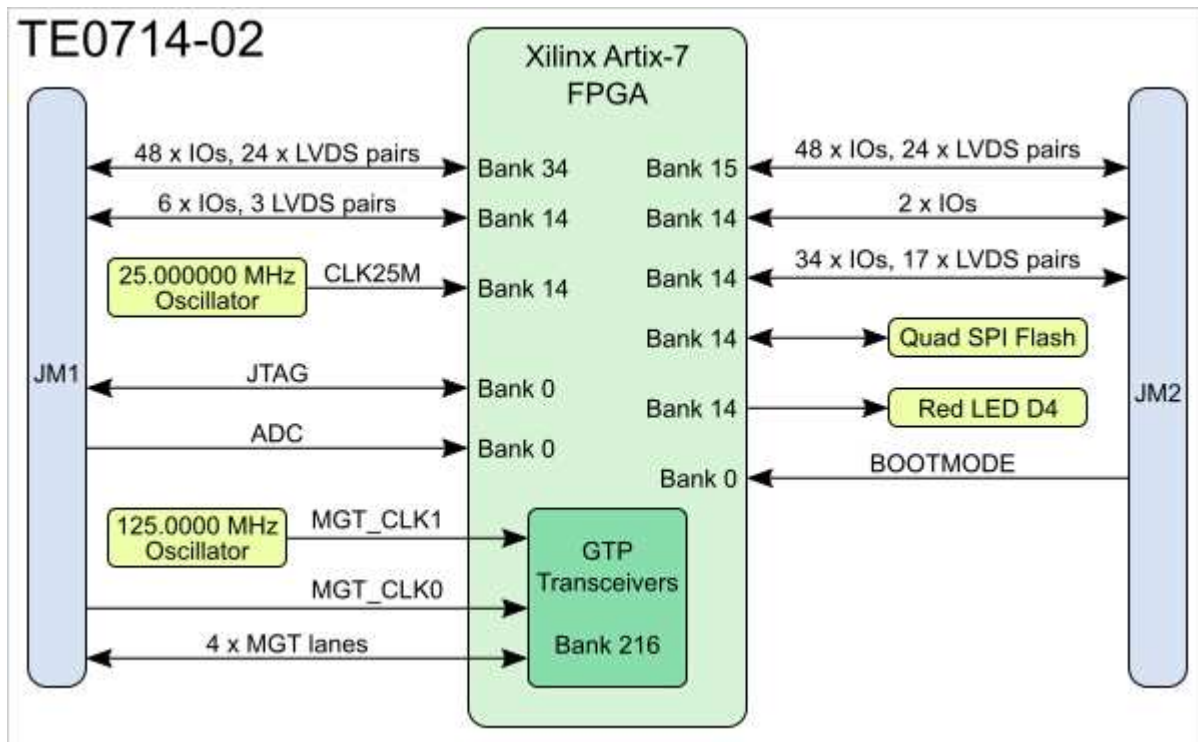 TE0714-02
Xilinx Artix-7
FPGA
JM1
48 x IOs, 24 x LVDS pairs
Bank 34
6 x IOs, 3 LVDS pairs
Bank 14
25.000000 MHz
Oscillator
CLK25M
Bank 14
JTAG
Bank 0
ADC
Bank 0
125.0000 MHz
Oscillator
MGT_CLK1
MGT_CLK0
4 x MGT lanes
GTP
Transceivers
Bank 216
Bank 15
48 x IOs, 24 x LVDS pairs
Bank 14
2 x IOs
Bank 14
34 x IOs, 17 x LVDS pairs
Bank 14
Quad SPI Flash
Bank 14
Red LED D4
Bank 0
BOOTMODE
JM2